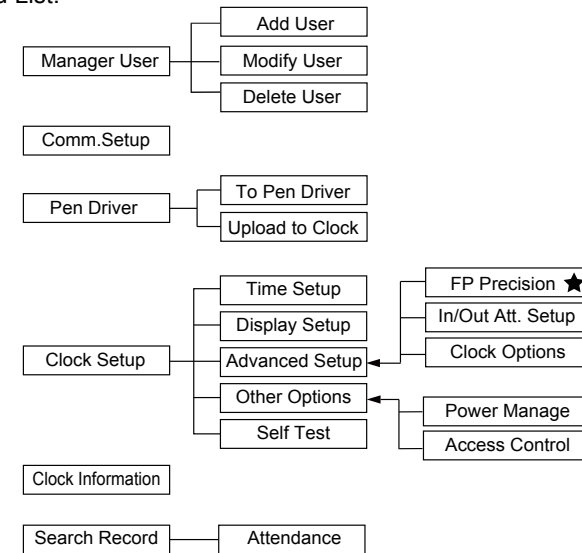 d List:
Add User
Manager User
Modify User
Delete User
Comm.Setup
To Pen Driver
Pen Driver
Upload to Clock
Time Setup
FP Precision ★
Display Setup
In/Out Att. Setup
Clock Setup
Advanced Setup
Clock Options
Other Options
Power Manage
Self Test
Access Control
Clock Information
Search Record
Attendance